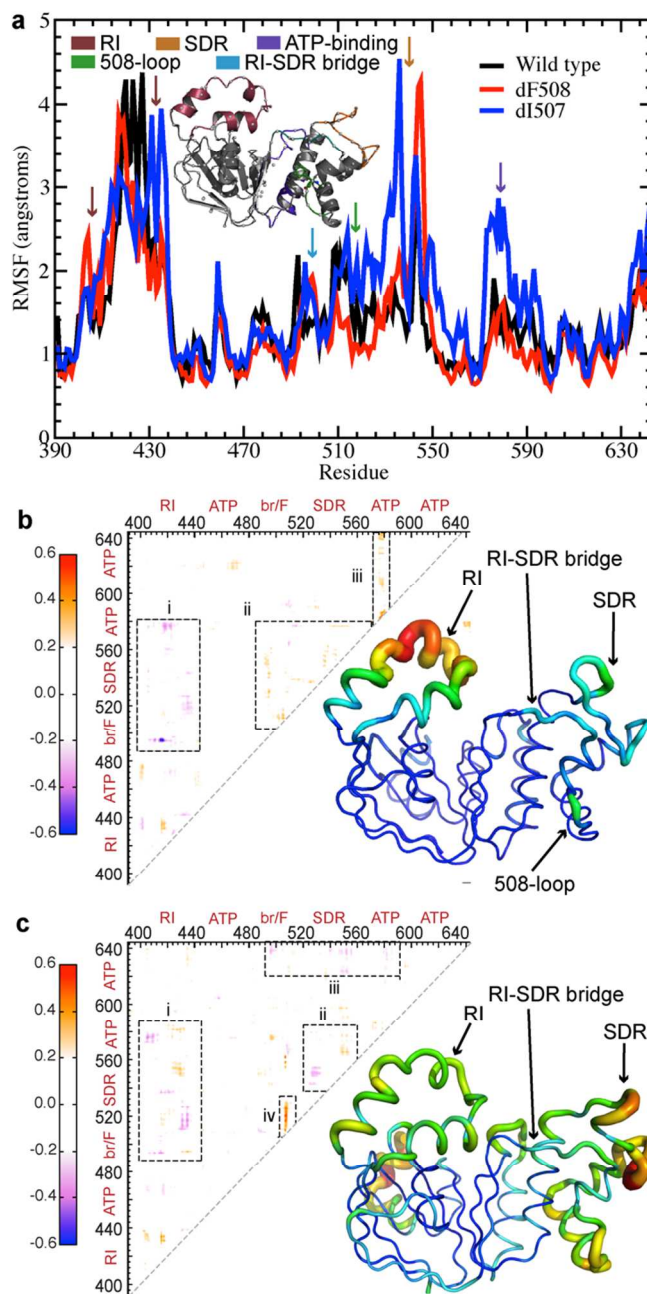 a
RI SDR ATP-binding
508-loop RI-SDR bridge
Wild type
dF508
dI507
RMSF (angstroms)
5
4
3
2
1
0
390 430 470 510 550 590 630
Residue
b
RI ATP br/F SDR ATP ATP
400 440 480 520 560 600 640
0.6
0.4
0.2
0.0
-0.2
-0.4
-0.6
640
600
560
520
480
440
400
ATP
ATP
SDR
br/F
ATP
RI
i
ii
iii
RI-SDR bridge
RI
SDR
508-loop
c
RI ATP br/F SDR ATP ATP
400 440 480 520 560 600 640
0.6
0.4
0.2
0.0
-0.2
-0.4
-0.6
640
600
560
520
480
440
400
ATP
ATP
SDR
br/F
ATP
RI
i
ii
iii
iv
RI-SDR bridge
RI
SDR